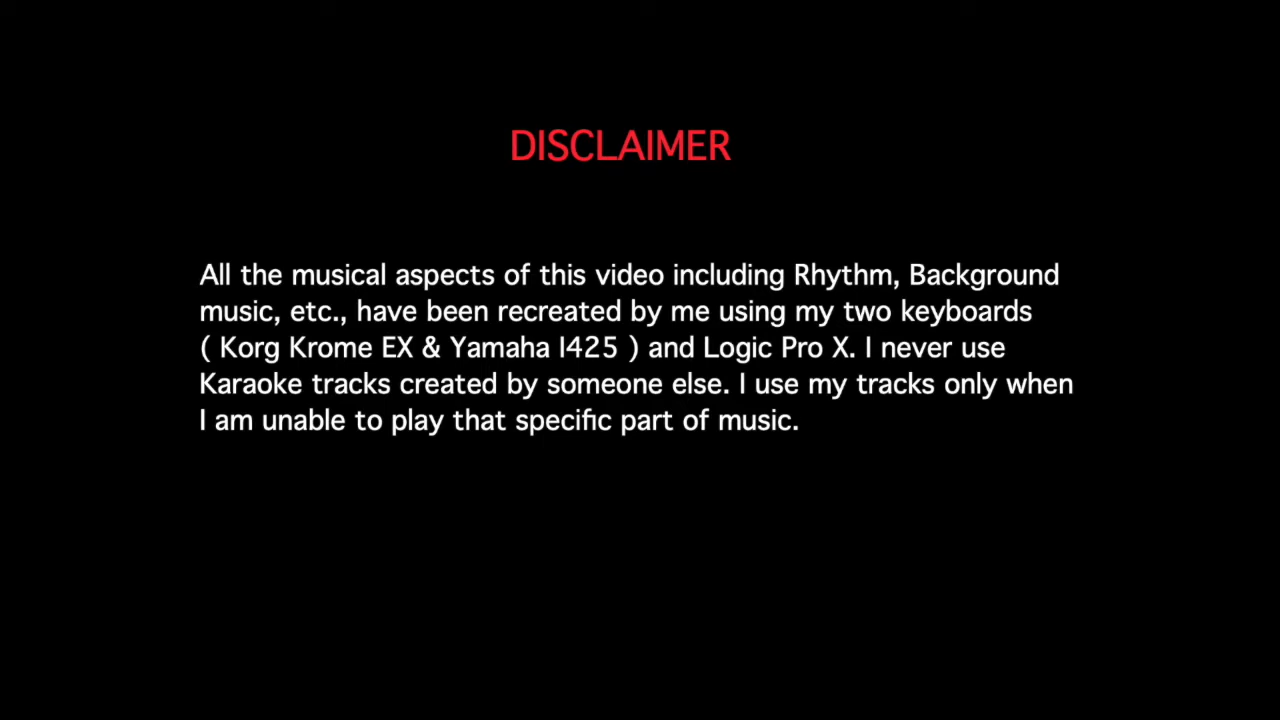 DISCLAIMER
All the musical aspects of this video including Rhythm, Background
music, etc., have been recreated by me using my two keyboards
( Korg Krome EX & Yamaha I425 ) and Logic Pro X. I never use
Karaoke tracks created by someone else. I use my tracks only when
I am unable to play that specific part of music.